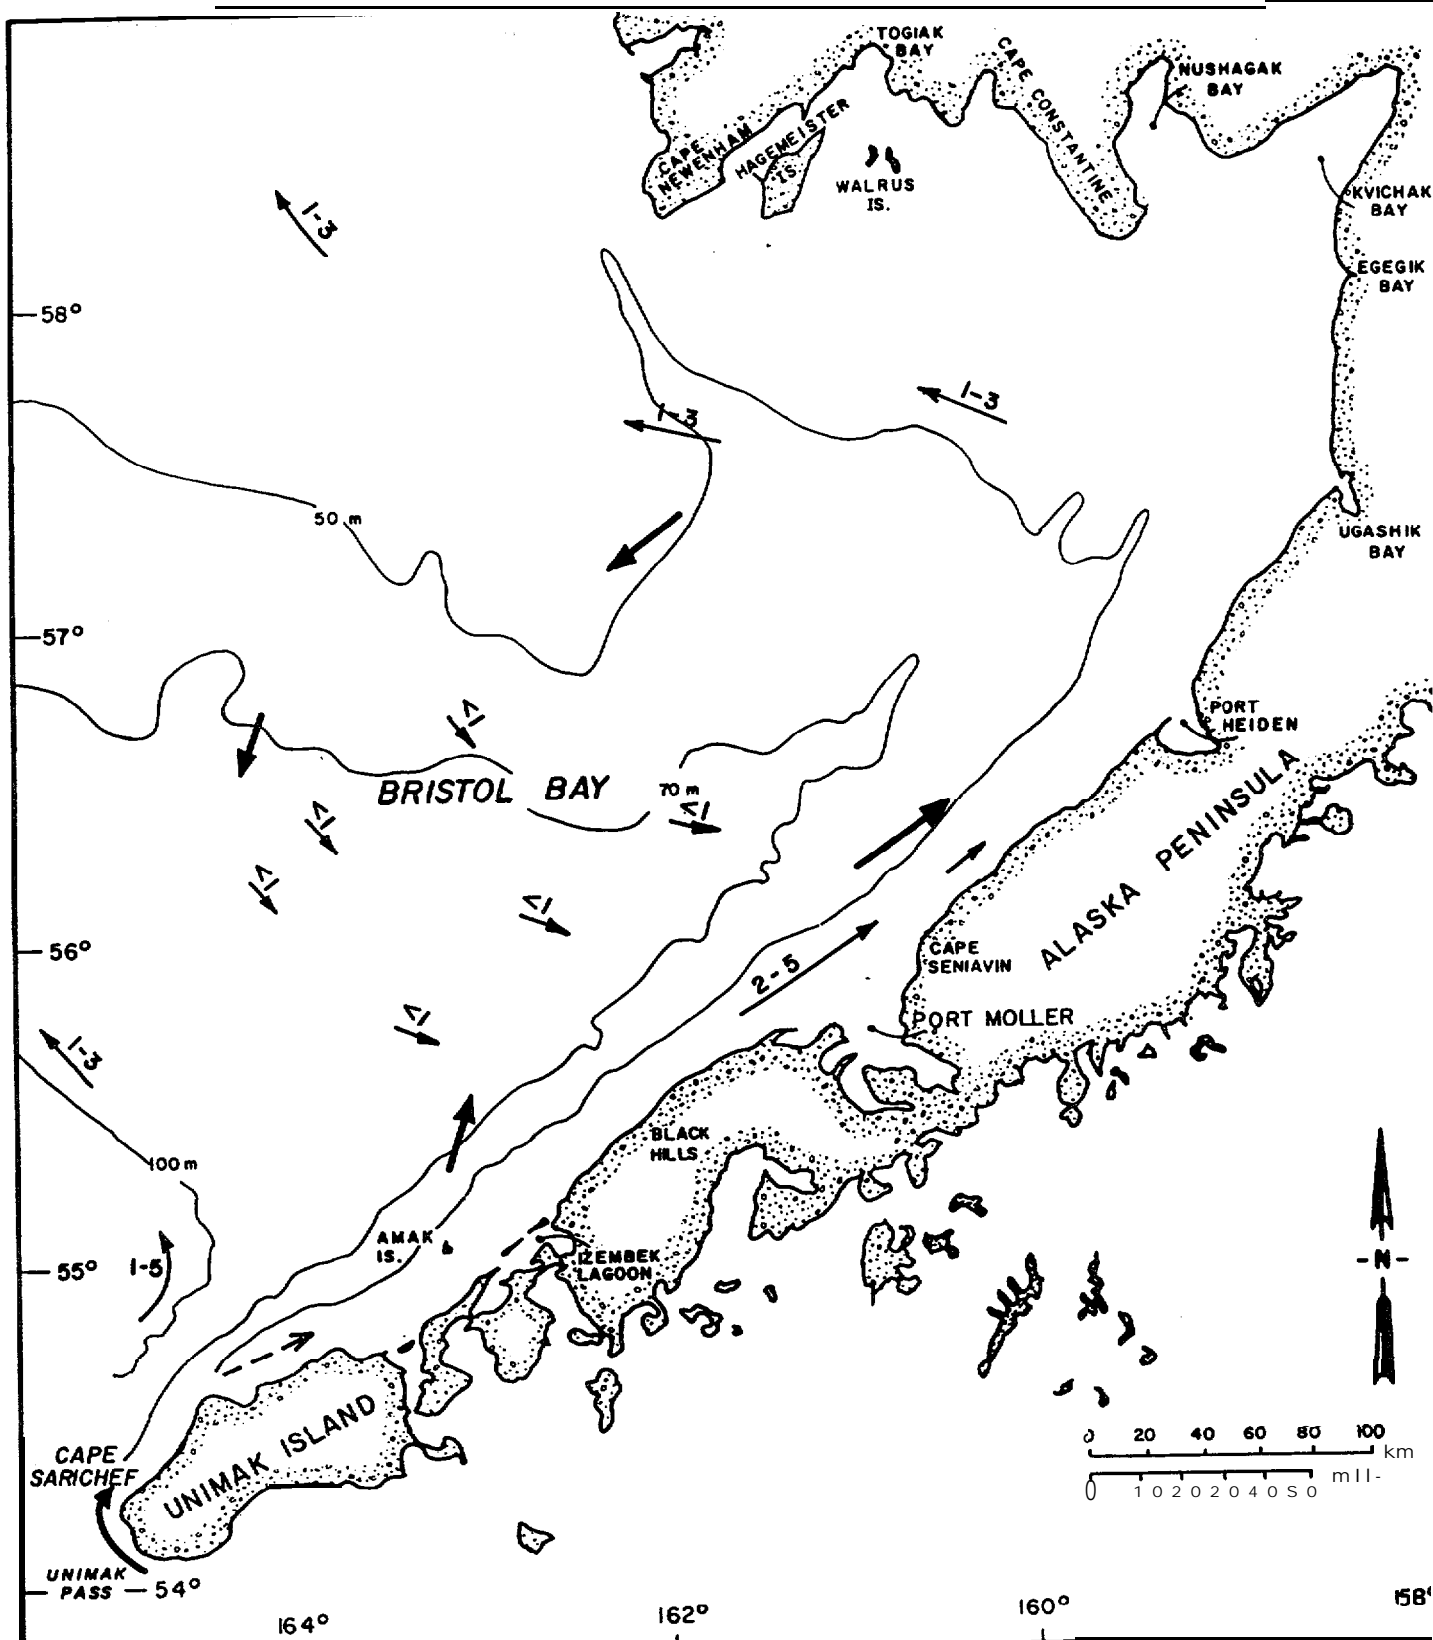 TOGIAK
BAY
CAPE CONSTANTINE
NUSHAGAK
BAY
CAPE
NEWENHAM
HAGEMEISTER
IS.
WALRUS
IS.
KVICHAK
BAY
EGEGIK
BAY
1-3
58°
1-3
1-3
50 m
UGASHIK
BAY
57°
PORT
HEIDEN
<1
BRISTOL BAY
70 m
<1
<1
<1
<1
ALASKA PENINSULA
56°
CAPE
SENIAVIN
2-5
PORT MOLLER
<1
1-3
BLACK
HILLS
100 m
AMAK
IS.
IZEMBEK
LAGOON
1-5
55°
-N-
UNIMAK ISLAND
CAPE
SARICHEF
0 20 40 60 80 100
km
mIl-
0 10202040S0
UNIMAK
PASS
54°
164°
162°
160°
158°